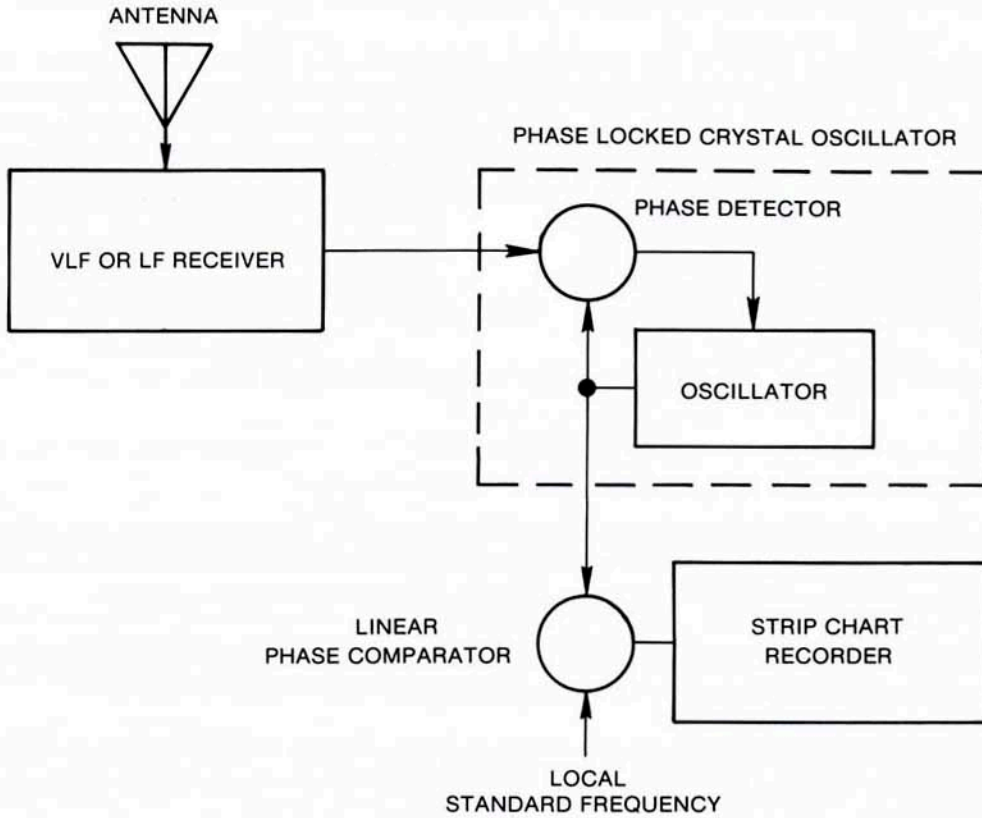 ANTENNA
VLF OR LF RECEIVER
PHASE LOCKED CRYSTAL OSCILLATOR
PHASE DETECTOR
OSCILLATOR
LINEAR
PHASE COMPARATOR
STRIP CHART
RECORDER
LOCAL
STANDARD FREQUENCY